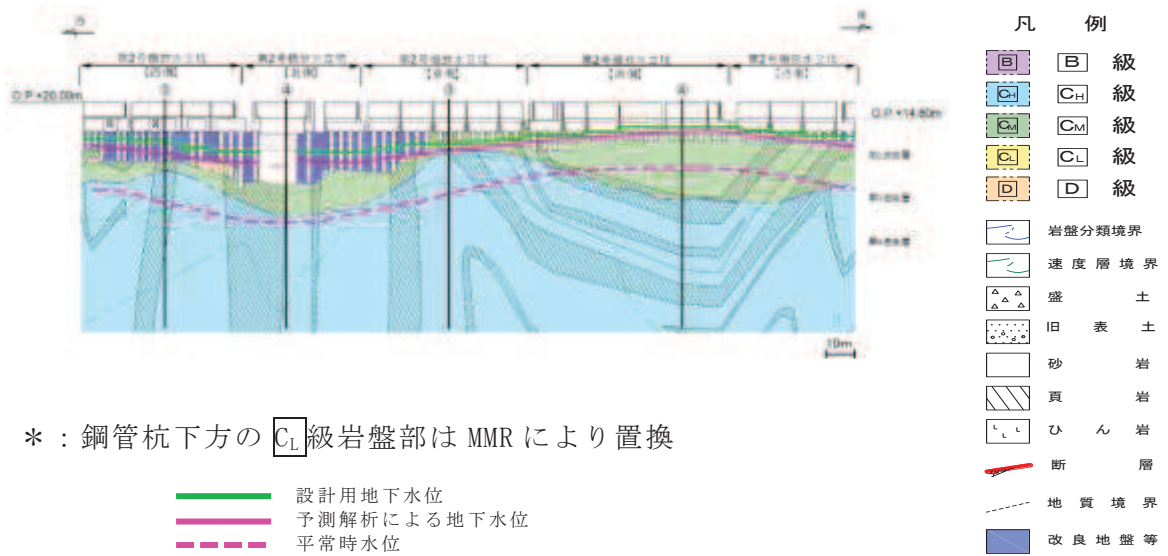 O.P.+20.00m
O.P.+14.80m
10m
凡 例
B B 級
CH CH 級
CM CM 級
CL CL 級
D D 級
岩盤分類境界
速度層境界
盛土
旧表土
砂岩
頁岩
ひん岩
断層
地質境界
改良地盤等
*:鋼管杭下方のCL級岩盤部はMMRにより置換
設計用地下水位
予測解析による地下水位
平常時水位